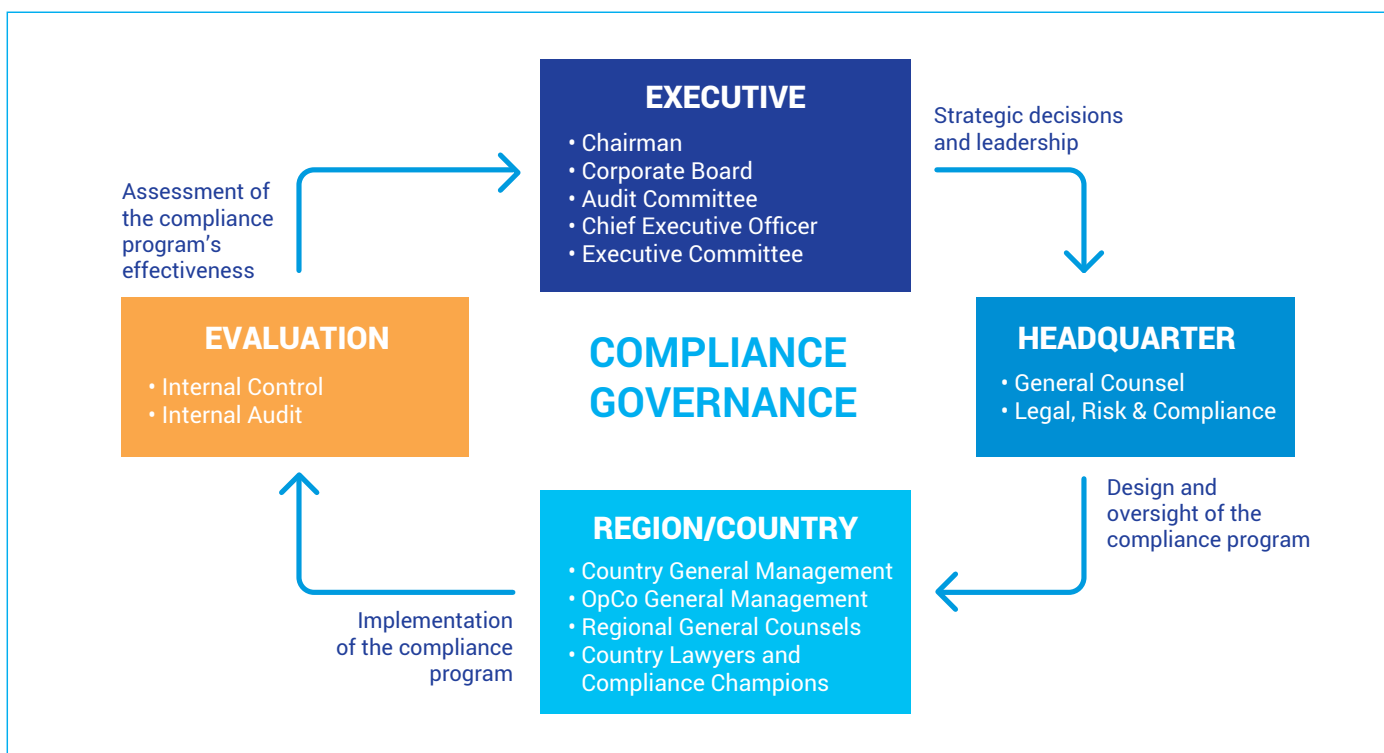 EXECUTIVE
• Chairman
• Corporate Board
• Audit Committee
• Chief Executive Officer
• Executive Committee
Strategic decisions
and leadership
HEADQUARTER
• General Counsel
• Legal, Risk & Compliance
Design and
oversight of the
compliance program
REGION/COUNTRY
• Country General Management
• OpCo General Management
• Regional General Counsels
• Country Lawyers and
Compliance Champions
Implementation
of the compliance
program
EVALUATION
• Internal Control
• Internal Audit
Assessment of
the compliance
program's
effectiveness
COMPLIANCE
GOVERNANCE